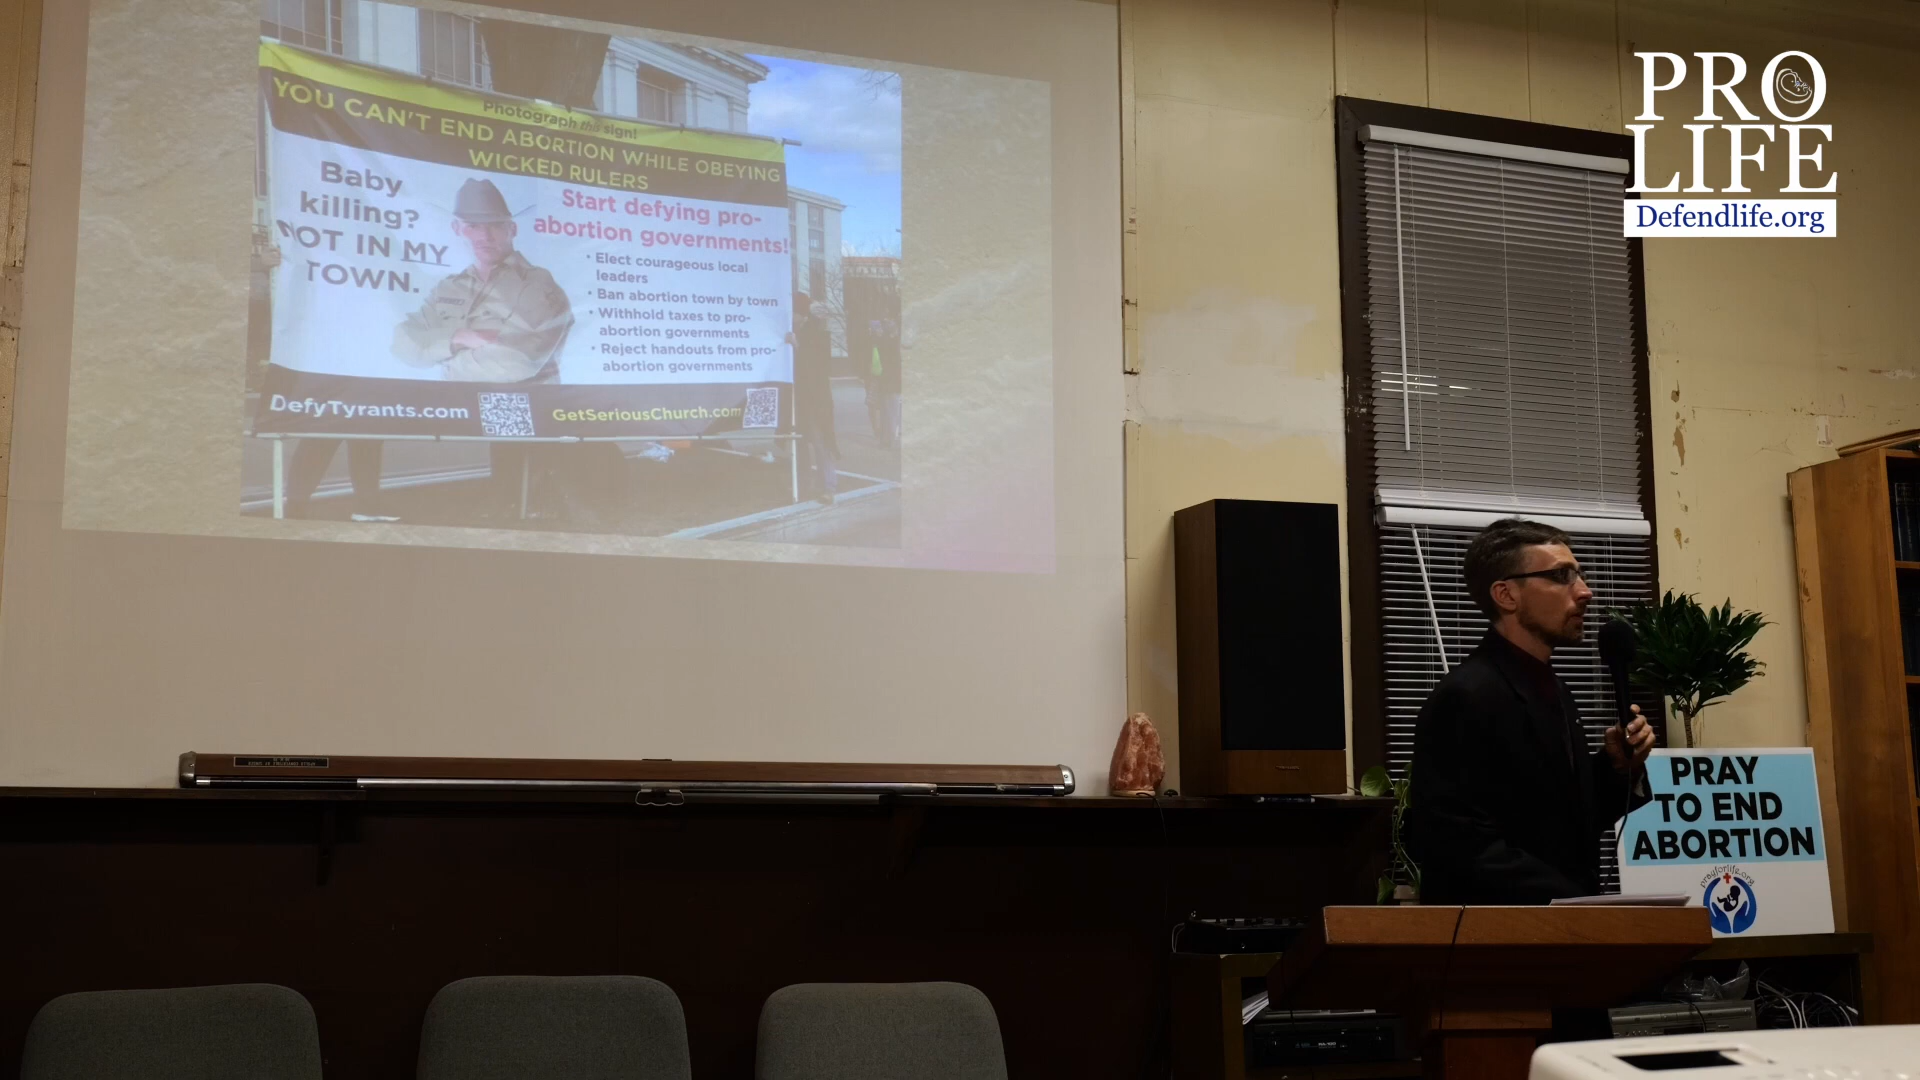 Photograph this sign!
YOU CAN'T END ABORTION WHILE OBEYING
WICKED RULERS
Baby
killing?
NOT IN MY
TOWN.
Start defying pro-
abortion governments!
• Elect courageous local
leaders
• Ban abortion town by town
• Withhold taxes to pro-
abortion governments
• Reject handouts from pro-
abortion governments
DefyTyrants.com
GetSeriousChurch.com
PRO
LIFE
Defendlife.org
PRAY
TO END
ABORTION
prayforlife.org